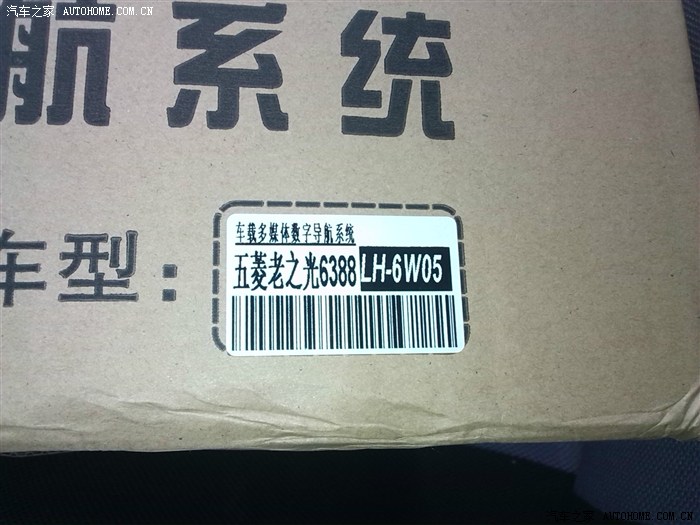 汽车之家 AUTOHOME.COM.CN
航系统
车载多媒体数字导航系统
车型：
五菱老之光6388 LH-6W05
汽车之家 AUTOHOME.COM.CN